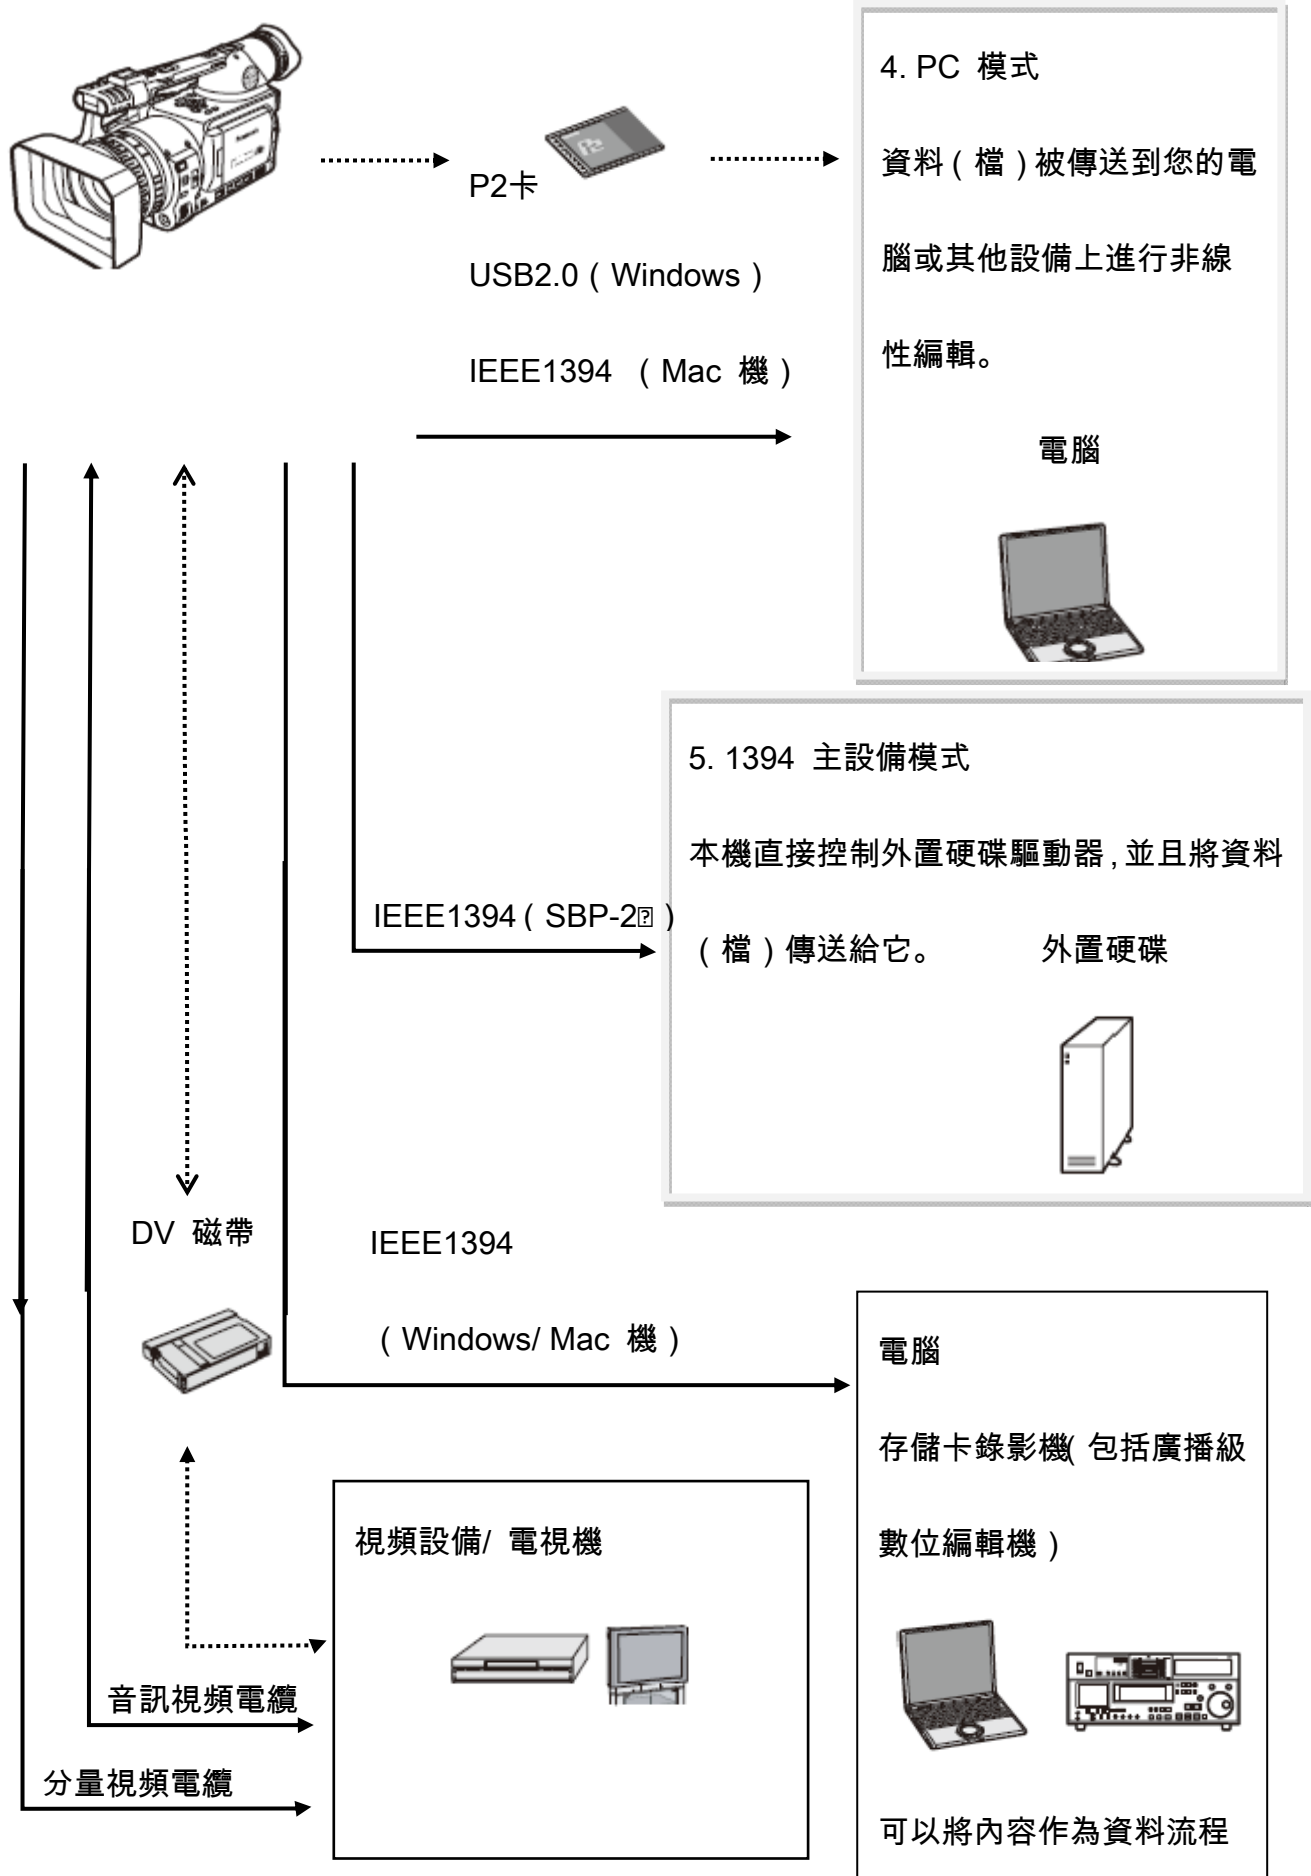 4. PC 模式
資料（檔）被傳送到您的電
腦或其他設備上進行非線
性編輯。
電腦
P2
P2卡
USB2.0（Windows）
IEEE1394 （Mac 機）
5. 1394 主設備模式
本機直接控制外置硬碟驅動器,並且將資料
（檔）傳送給它。 外置硬碟
IEEE1394（SBP-2）
DV 磁帶
IEEE1394
（Windows/ Mac 機）
電腦
存儲卡錄影機(包括廣播級
數位編輯機）
可以將內容作為資料流程
視頻設備/ 電視機
音訊視頻電纜
分量視頻電纜